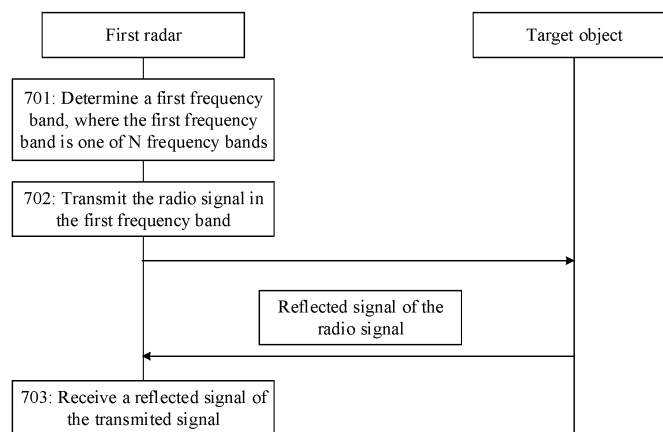 First radar
Target object
701: Determine a first frequency
band, where the first frequency
band is one of N frequency bands
702: Transmit the radio signal in
the first frequency band
Reflected signal of the
radio signal
703: Receive a reflected signal of
the transmited signal